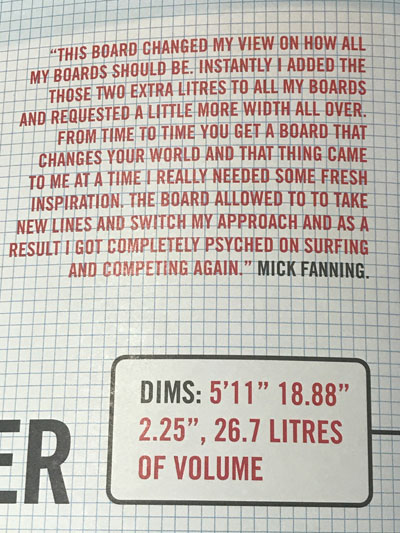 “THIS BOARD CHANGED MY VIEW ON HOW ALL
MY BOARDS SHOULD BE. INSTANTLY I ADDED THE
THOSE TWO EXTRA LITRES TO ALL MY BOARDS
AND REQUESTED A LITTLE MORE WIDTH ALL OVER.
FROM TIME TO TIME YOU GET A BOARD THAT
CHANGES YOUR WORLD AND THAT THING CAME
TO ME AT A TIME I REALLY NEEDED SOME FRESH
INSPIRATION. THE BOARD ALLOWED TO TO TAKE
NEW LINES AND SWITCH MY APPROACH AND AS A
RESULT I GOT COMPLETELY PSYCHED ON SURFING
AND COMPETING AGAIN.” MICK FANNING.
DIMS: 5’11” 18.88”
2.25”, 26.7 LITRES
OF VOLUME
ER